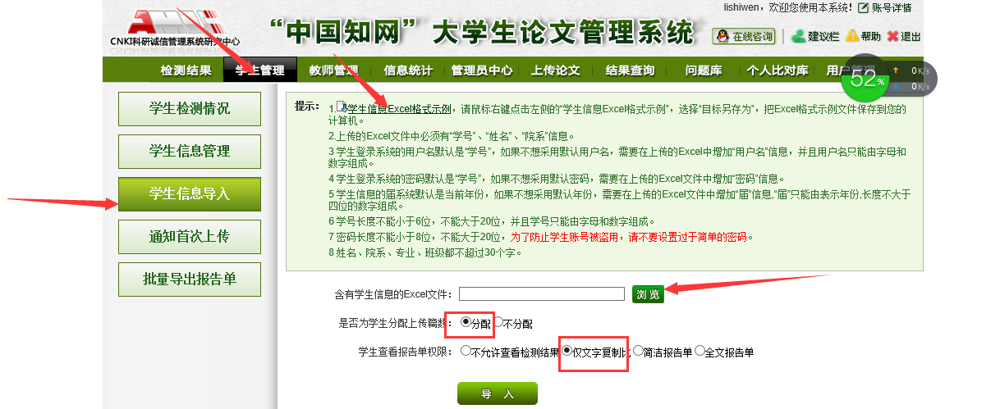 lishiwen，欢迎您使用本系统! 账号详情
CNKI科研诚信管理系统研究中心
“中国知网”大学生论文管理系统
在线咨询 建议栏 帮助 退出
检测结果 学生管理 教师管理 信息统计 管理员中心 上传论文 结果查询 问题库 个人比对库 用户管理
52% 0K/s
0K/s
学生检测情况
学生信息管理
学生信息导入
通知首次上传
批量导出报告单
提示： 1.学生信息Excel格式示例，请鼠标右键点击左侧的“学生信息Excel格式示例”，选择“目标另存为”，把Excel格式示例文件保存到您的
计算机。
2.上传的Excel文件中必须有“学号”、“姓名”、“院系”信息。
3 学生登录系统的用户名默认是“学号”，如果不想采用默认用户名，需要在上传的Excel中增加“用户名”信息，并且用户名只能由字母和
数字组成。
4 学生登录系统的密码默认是“学号”，如果不想采用默认密码，需要在上传的Excel文件中增加“密码”信息。
5 学生信息的届系统默认是当前年份，如果不想采用默认年份，需要在上传的Excel文件中增加“届”信息,“届”只能由表示年份,长度不大于
四位的数字组成。
6 学号长度不能小于6位，不能大于20位，并且学号只能由字母和数字组成。
7 密码长度不能小于8位，不能大于20位，为了防止学生账号被盗用，请不要设置过于简单的密码。
8 姓名、院系、专业、班级都不超过30个字。
含有学生信息的Excel文件： 浏览
是否为学生分配上传篇数： 分配 不分配
学生查看报告单权限： 不允许查看检测结果 仅文字复制比 简洁报告单 全文报告单
导 入